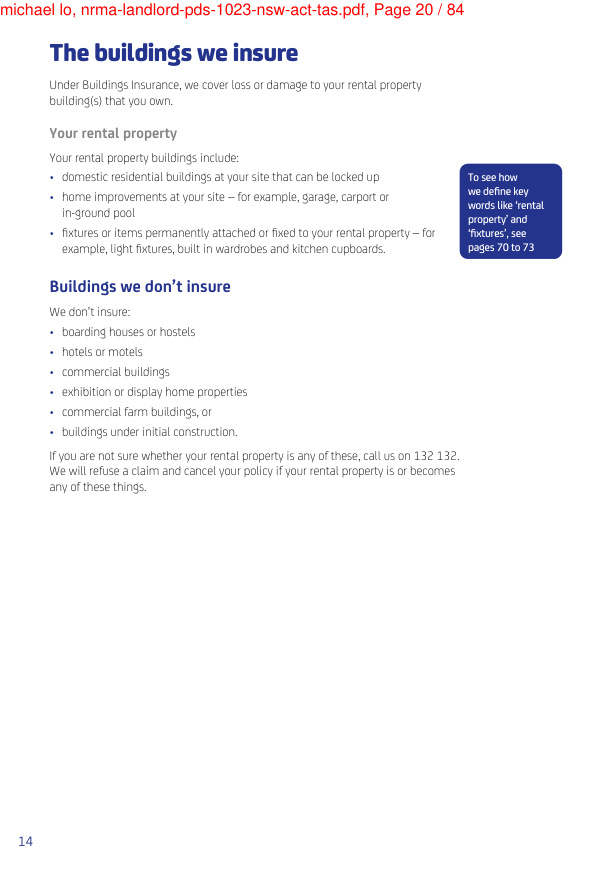 michael lo, nrma-landlord-pds-1023-nsw-act-tas.pdf, Page 20 / 84
The buildings we insure
Under Buildings Insurance, we cover loss or damage to your rental property
building(s) that you own.
Your rental property
Your rental property buildings include:
• domestic residential buildings at your site that can be locked up
• home improvements at your site – for example, garage, carport or
in-ground pool
• fixtures or items permanently attached or fixed to your rental property – for
example, light fixtures, built in wardrobes and kitchen cupboards.
To see how
we define key
words like ‘rental
property’ and
‘fixtures’, see
pages 70 to 73
Buildings we don’t insure
We don’t insure:
• boarding houses or hostels
• hotels or motels
• commercial buildings
• exhibition or display home properties
• commercial farm buildings, or
• buildings under initial construction.
If you are not sure whether your rental property is any of these, call us on 132 132.
We will refuse a claim and cancel your policy if your rental property is or becomes
any of these things.
14